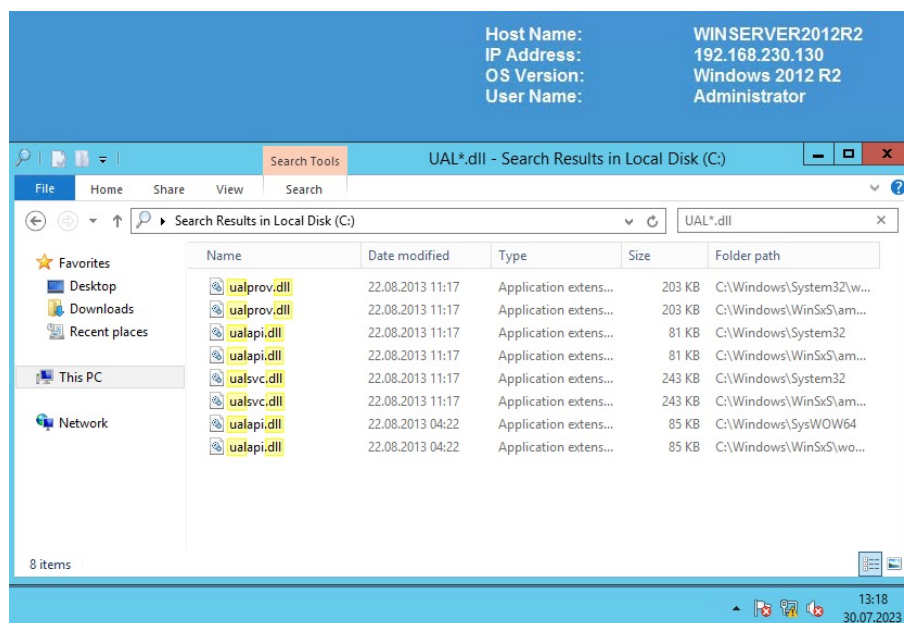 Host Name: WINSERVER2012R2
IP Address: 192.168.230.130
OS Version: Windows 2012 R2
User Name: Administrator
Search Tools UAL*.dll - Search Results in Local Disk (C:)
File Home Share View Search
Search Results in Local Disk (C:) UAL*.dll
Favorites
Desktop
Downloads
Recent places
This PC
Network
Name Date modified Type Size Folder path
ualprov.dll 22.08.2013 11:17 Application extens... 203 KB C:\Windows\System32\w...
ualprov.dll 22.08.2013 11:17 Application extens... 203 KB C:\Windows\WinSxS\am...
ualapi.dll 22.08.2013 11:17 Application extens... 81 KB C:\Windows\System32
ualapi.dll 22.08.2013 11:17 Application extens... 81 KB C:\Windows\WinSxS\am...
ualsvc.dll 22.08.2013 11:17 Application extens... 243 KB C:\Windows\System32
ualsvc.dll 22.08.2013 11:17 Application extens... 243 KB C:\Windows\WinSxS\am...
ualapi.dll 22.08.2013 04:22 Application extens... 85 KB C:\Windows\SysWOW64
ualapi.dll 22.08.2013 04:22 Application extens... 85 KB C:\Windows\WinSxS\wo...
8 items
13:18
30.07.2023